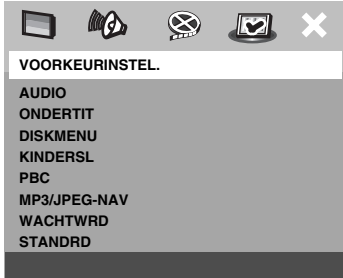 VOORKEURINSTEL.
AUDIO
ONDERTIT
DISKMENU
KINDERSL
PBC
MP3/JPEG-NAV
WACHTWRD
STANDRD